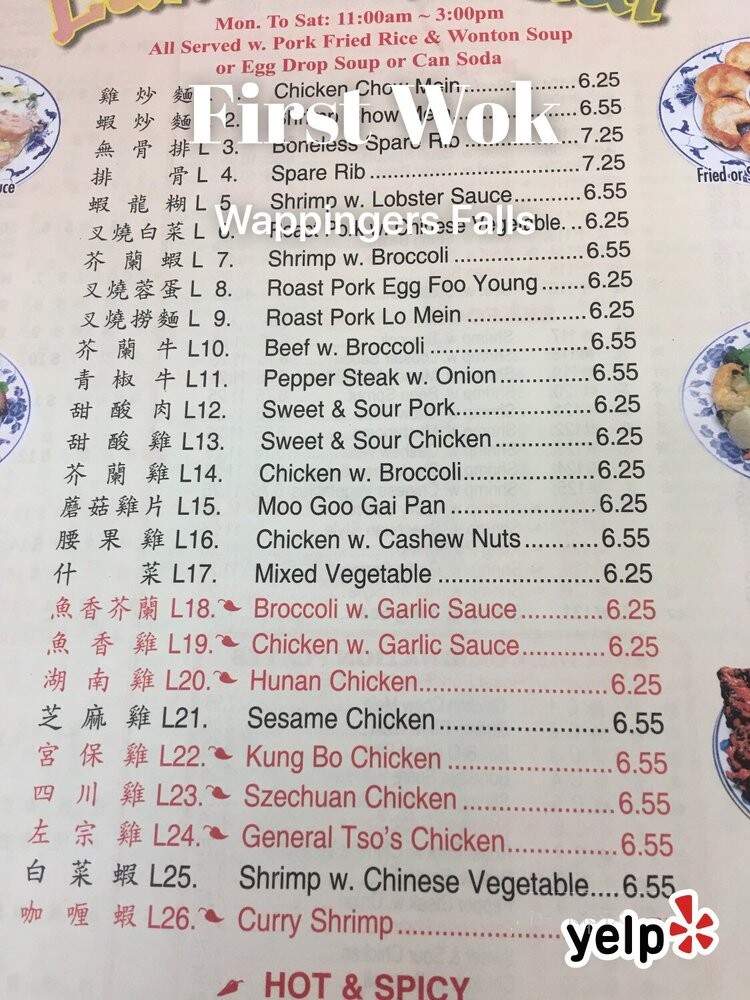 Mon. To Sat: 11:00am ~ 3:00pm
All Served w. Pork Fried Rice & Wonton Soup
or Egg Drop Soup or Can Soda
First Wok
Wappingers Falls
雞炒麵 L Chicken Chow Mein 6.25
蝦炒麵 L 2. Shrimp Chow Me 6.55
無骨排 L 3. Boneless Spare Rib 7.25
排骨 L 4. Spare Rib 7.25
蝦龍糊 L 5 Shrimp w. Lobster Sauce 6.55
叉燒白菜 L 6. Roast Pork w. Chinese Vegetable 6.25
芥蘭蝦 L 7. Shrimp w. Broccoli 6.55
叉燒蓉蛋 L 8. Roast Pork Egg Foo Young 6.25
叉燒撈麵 L 9. Roast Pork Lo Mein 6.25
芥蘭牛 L10. Beef w. Broccoli 6.55
青椒牛 L11. Pepper Steak w. Onion 6.55
甜酸肉 L12. Sweet & Sour Pork 6.25
甜酸雞 L13. Sweet & Sour Chicken 6.25
芥蘭雞 L14. Chicken w. Broccoli 6.25
蘑菇雞片 L15. Moo Goo Gai Pan 6.25
腰果雞 L16. Chicken w. Cashew Nuts 6.55
什菜 L17. Mixed Vegetable 6.25
魚香芥蘭 L18. Broccoli w. Garlic Sauce 6.25
魚香雞 L19. Chicken w. Garlic Sauce 6.25
湖南雞 L20. Hunan Chicken 6.25
芝麻雞 L21. Sesame Chicken 6.55
宮保雞 L22. Kung Bo Chicken 6.55
四川雞 L23. Szechuan Chicken 6.55
左宗雞 L24. General Tso's Chicken 6.55
白菜蝦 L25. Shrimp w. Chinese Vegetable 6.55
咖喱蝦 L26. Curry Shrimp
HOT & SPICY
Fried or S
uce
yelp